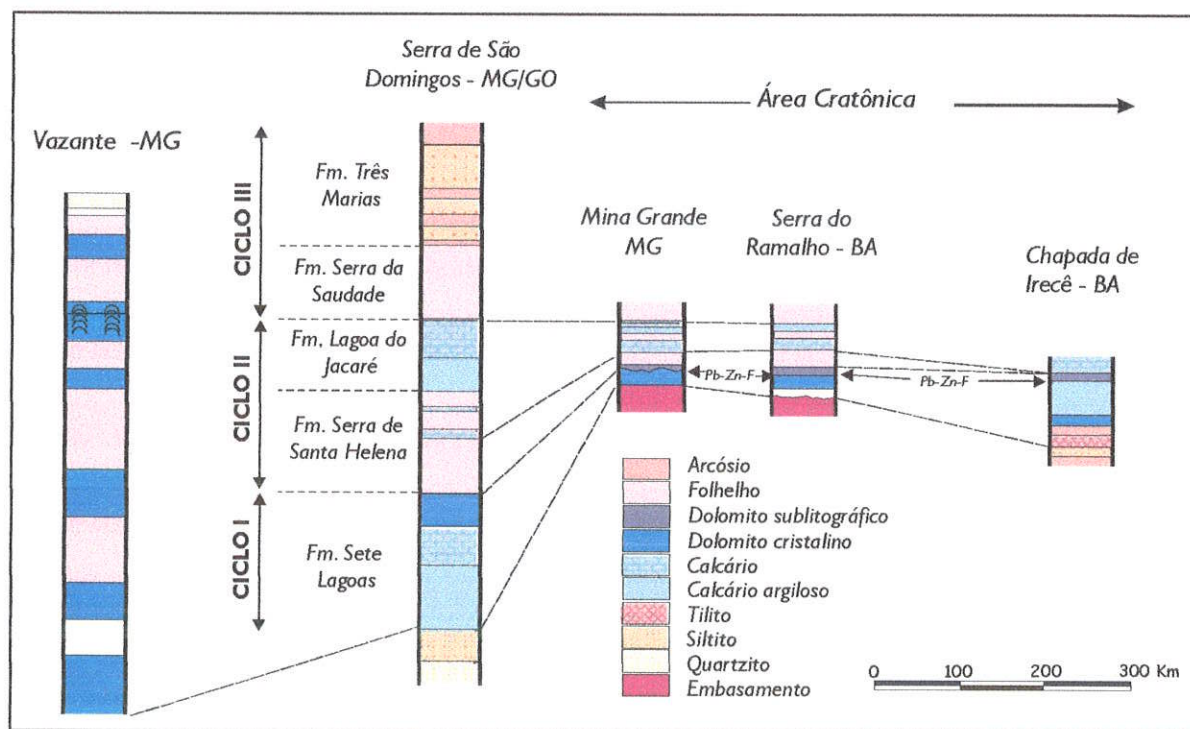 Serra de São
Domingos - MG/GO
Área Cratônica
Vazante -MG
CICLO III
CICLO II
CICLO I
Fm. Três
Marias
Fm. Serra da
Saudade
Fm. Lagoa do
Jacaré
Fm. Serra de
Santa Helena
Fm. Sete
Lagoas
Mina Grande
MG
Serra do
Ramalho - BA
Chapada de
Irecê - BA
Pb-Zn-F
Pb-Zn-F
Arcósio
Folhelho
Dolomito sublitográfico
Dolomito cristalino
Calcário
Calcário argiloso
Tilito
Siltito
Quartzito
Embasamento
0 100 200 300 Km